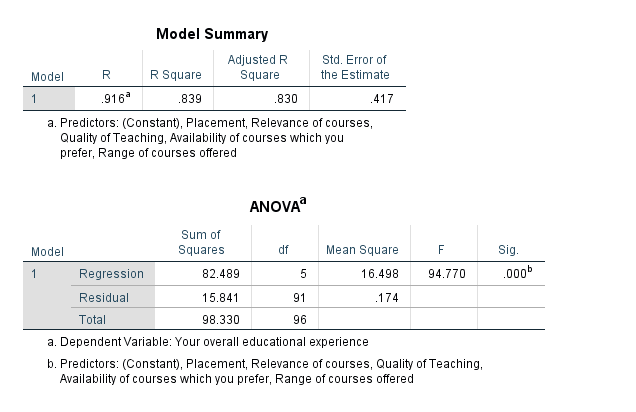 Model Summary
Model R R Square Adjusted R Square Std. Error of the Estimate
1 .916a .839 .830 .417
a. Predictors: (Constant), Placement, Relevance of courses,
Quality of Teaching, Availability of courses which you
prefer, Range of courses offered
ANOVAa
Model Sum of Squares df Mean Square F Sig.
1 Regression 82.489 5 16.498 94.770 .000b
Residual 15.841 91 .174
Total 98.330 96
a. Dependent Variable: Your overall educational experience
b. Predictors: (Constant), Placement, Relevance of courses, Quality of Teaching,
Availability of courses which you prefer, Range of courses offered